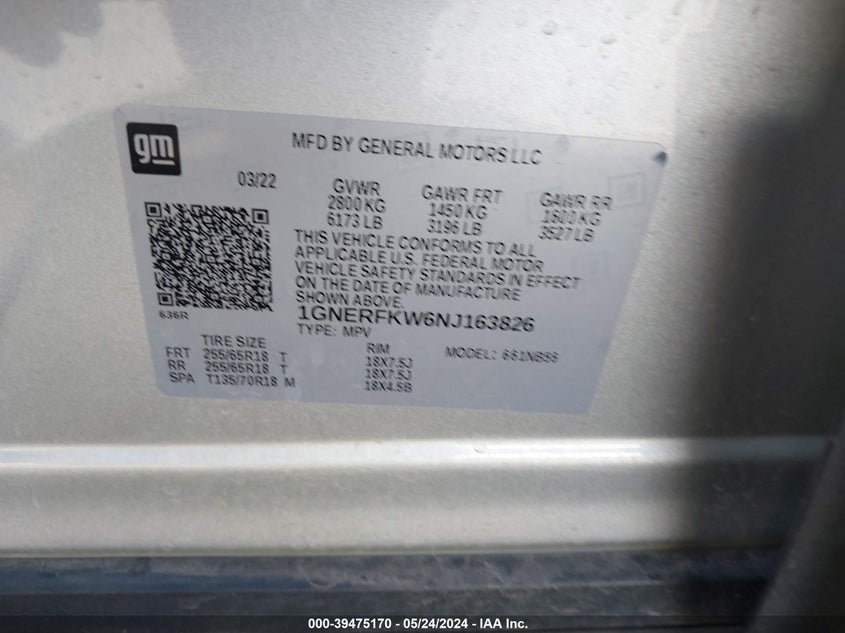 gm
MFD BY GENERAL MOTORS LLC
03/22
GVWR
2800 KG
6173 LB
GAWR FRT
1450 KG
3196 LB
GAWR RR
1600 KG
3527 LB
THIS VEHICLE CONFORMS TO ALL
APPLICABLE U.S. FEDERAL MOTOR
VEHICLE SAFETY STANDARDS IN EFFECT
ON THE DATE OF MANUFACTURE
SHOWN ABOVE.
636R
1GNERFKW6NJ163826
TYPE: MPV
MODEL:
TIRE SIZE
RIM
FRT 255/65R18 T 18X7.5J
RR 255/65R18 T 18X7.5J
SPA T135/70R18 M 18X4.5B
000-39475170 - 05/24/2024 - IAA Inc.